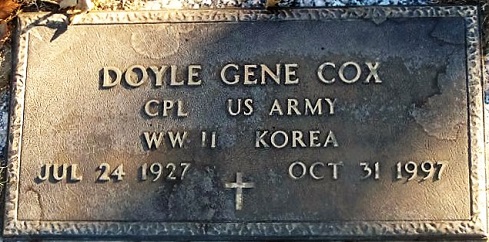 DOYLE GENE COX
CPL US ARMY
WW II KOREA
JUL 24 1927 OCT 31 1997